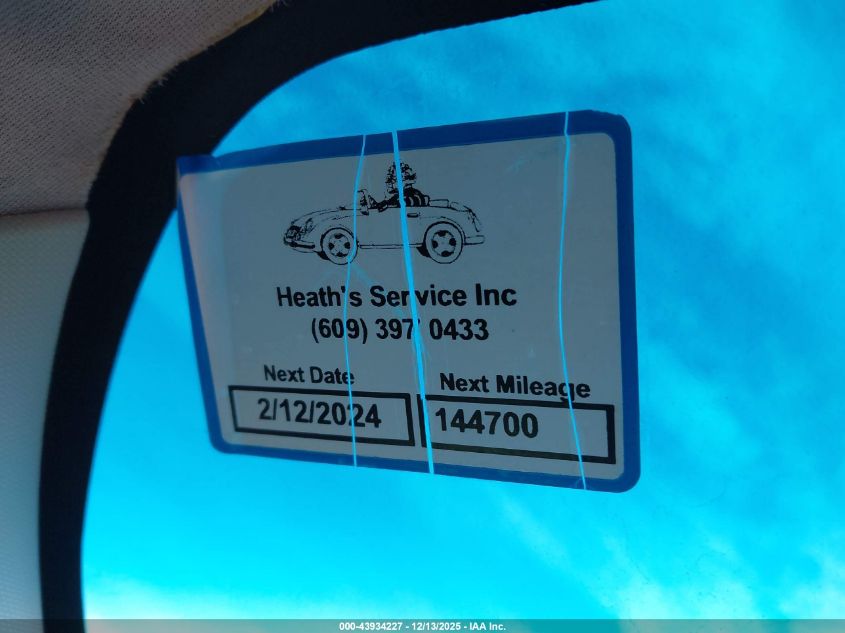 Heath's Service Inc
(609) 397 0433
Next Date Next Mileage
2/12/2024 144700
000-43934227 - 12/13/2025 - IAA Inc.